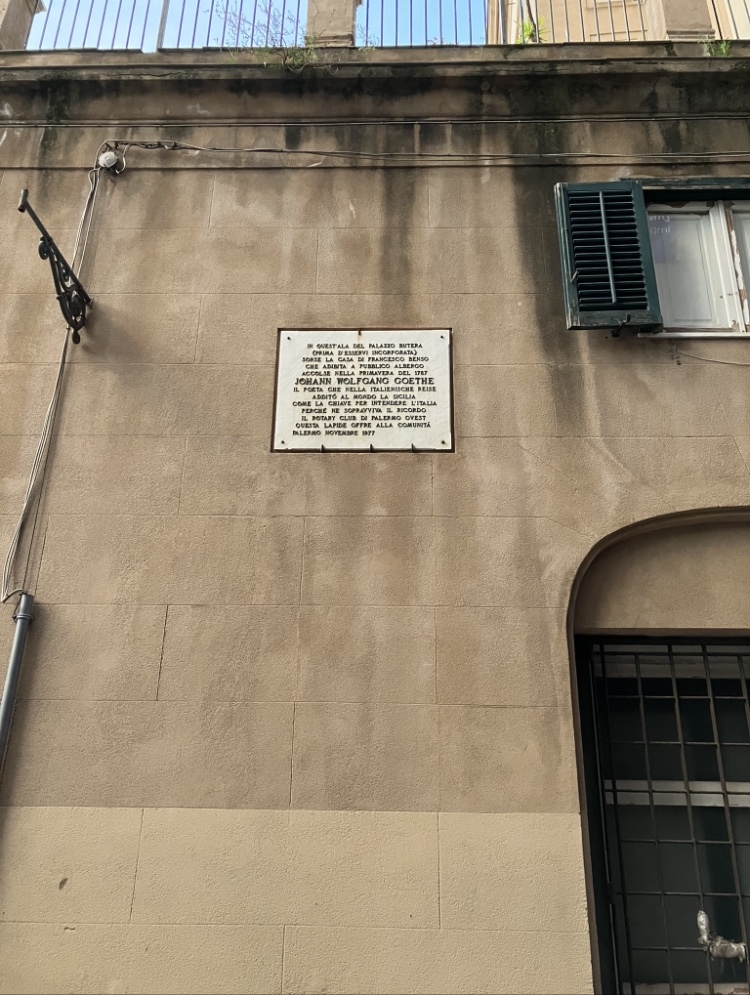 IN QUEST'ALA DEL PALAZZO BUTERA
(PRIMA D'ESSERVI INCORPORATA)
SORSE LA CASA DI FRANCESCO BENSO
CHE ADIBITA A PUBBLICO ALBERGO
ACCOLSE NELLA PRIMAVERA DEL 1787
JOHANN WOLFGANG GOETHE
IL POETA CHE NELLA ITALIENISCHE REISE
ADDITÓ AL MONDO LA SICILIA
COME LA CHIAVE PER INTENDERE L'ITALIA
PERCHÉ NE SOPRAVVIVA IL RICORDO
IL ROTARY CLUB DI PALERMO OVEST
QUESTA LAPIDE OFFRE ALLA COMUNITÁ
PALERMO NOVEMBRE 1977